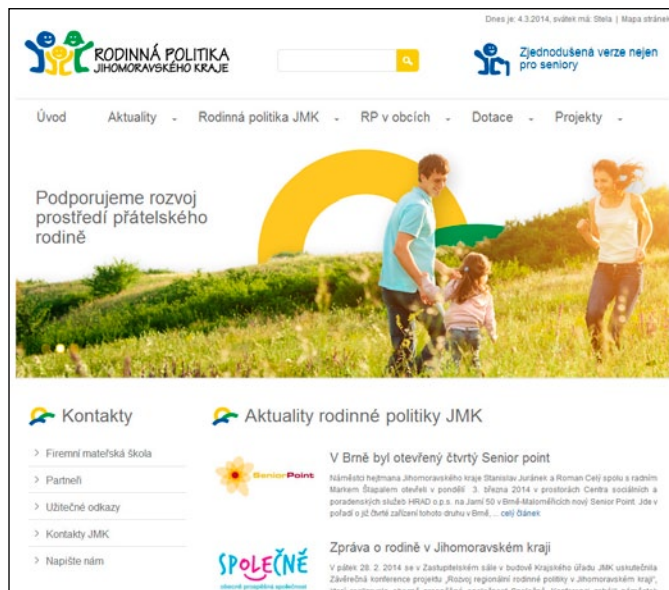 Dnes je: 4.3.2014, svátek má: Stela | Mapa stránek
RODINNÁ POLITIKA
JIHOMORAVSKÉHO KRAJE
Zjednodušená verze nejen
pro seniory
Úvod Aktuality Rodinná politika JMK RP v obcích Dotace Projekty
Podporujeme rozvoj
prostředí přátelského
rodině
Kontakty
Firemní mateřská škola
Partneři
Užitečné odkazy
Kontakty JMK
Napište nám
Aktuality rodinné politiky JMK
SeniorPoint
V Brně byl otevřený čtvrtý Senior point
Náměstci hejtmana Jihomoravského kraje Stanislav Juránek a Roman Celý spolu s radním
Markem Šlapalem otevřeli v pondělí 3. března 2014 v prostorách Centra sociálních a
poradenských služeb HRAD o.p.s. na Jarní 50 v Brně-Maloměřicích nový Senior Point. Jde v
pořadí o již čtvrté zařízení tohoto druhu v Brně, ... celý článek
SPOLEČNĚ
obecně prospěšná společnost
Zpráva o rodině v Jihomoravském kraji
V pátek 28. 2. 2014 se v Zastupitelském sále v budově Krajského úřadu JMK uskutečnila
Závěrečná konference projektu „Rozvoj regionální rodinné politiky v Jihomoravském kraji",